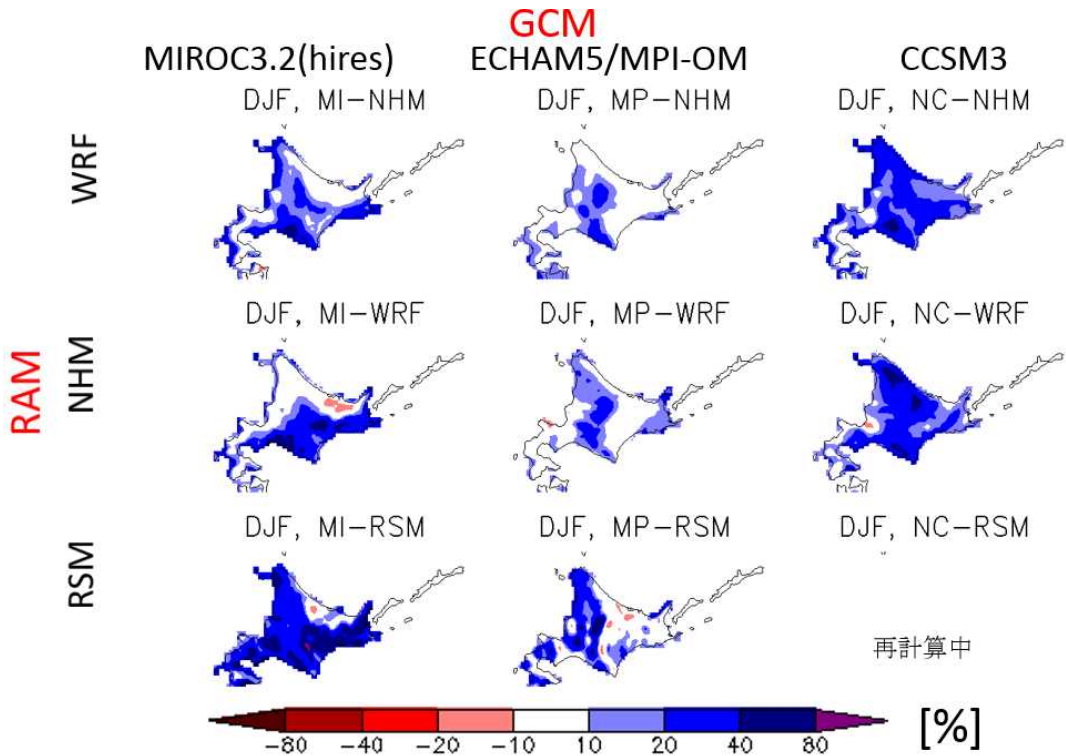 GCM
MIROC3.2(hires) ECHAM5/MPI-OM CCSM3
DJF, MI-NHM DJF, MP-NHM DJF, NC-NHM
WRF
DJF, MI-WRF DJF, MP-WRF DJF, NC-WRF
RAM
NHM
DJF, MI-RSM DJF, MP-RSM DJF, NC-RSM
RSM
再計算中
-80 -40 -20 -10 10 20 40 80 [%]